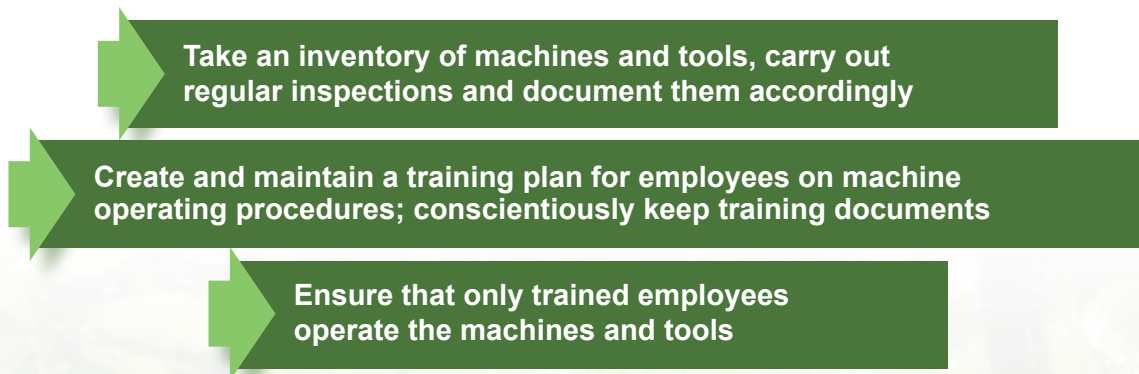 Take an inventory of machines and tools, carry out
regular inspections and document them accordingly
Create and maintain a training plan for employees on machine
operating procedures; conscientiously keep training documents
Ensure that only trained employees
operate the machines and tools